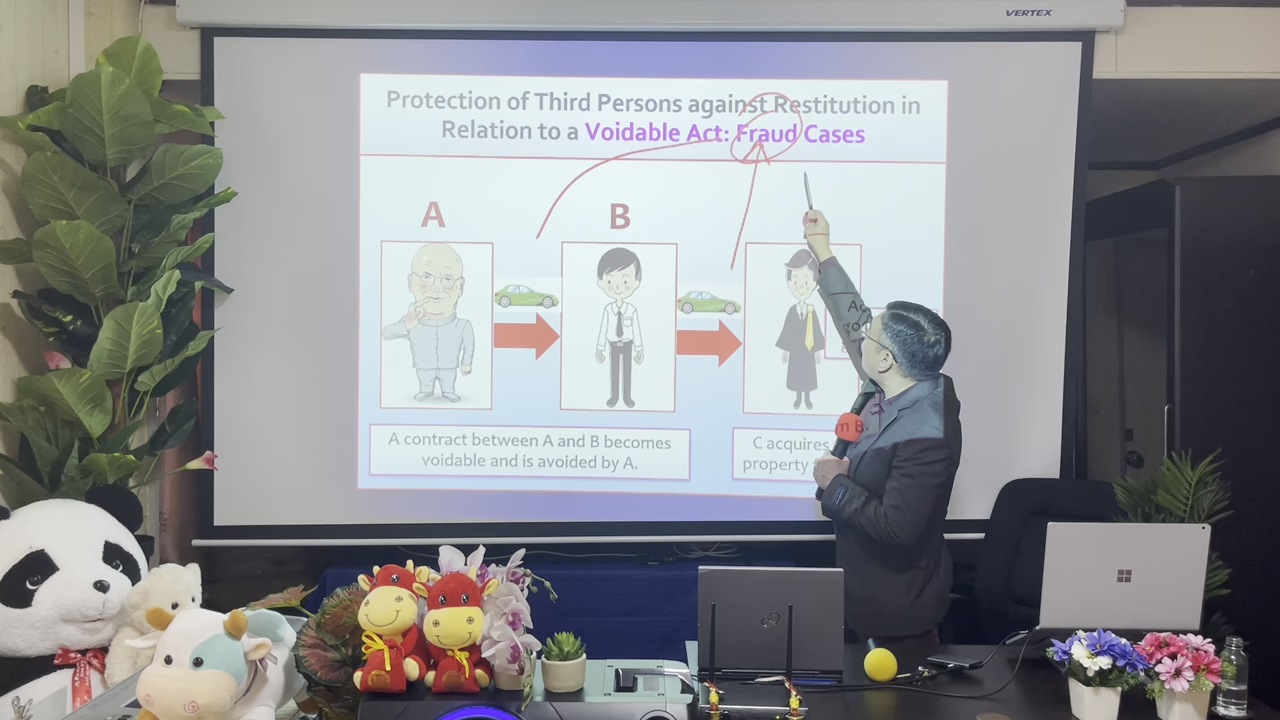 VERTEX
Protection of Third Persons against Restitution in
Relation to a Voidable Act: Fraud Cases
A
B
A contract between A and B becomes
voidable and is avoided by A.
C acquires
property
m B.